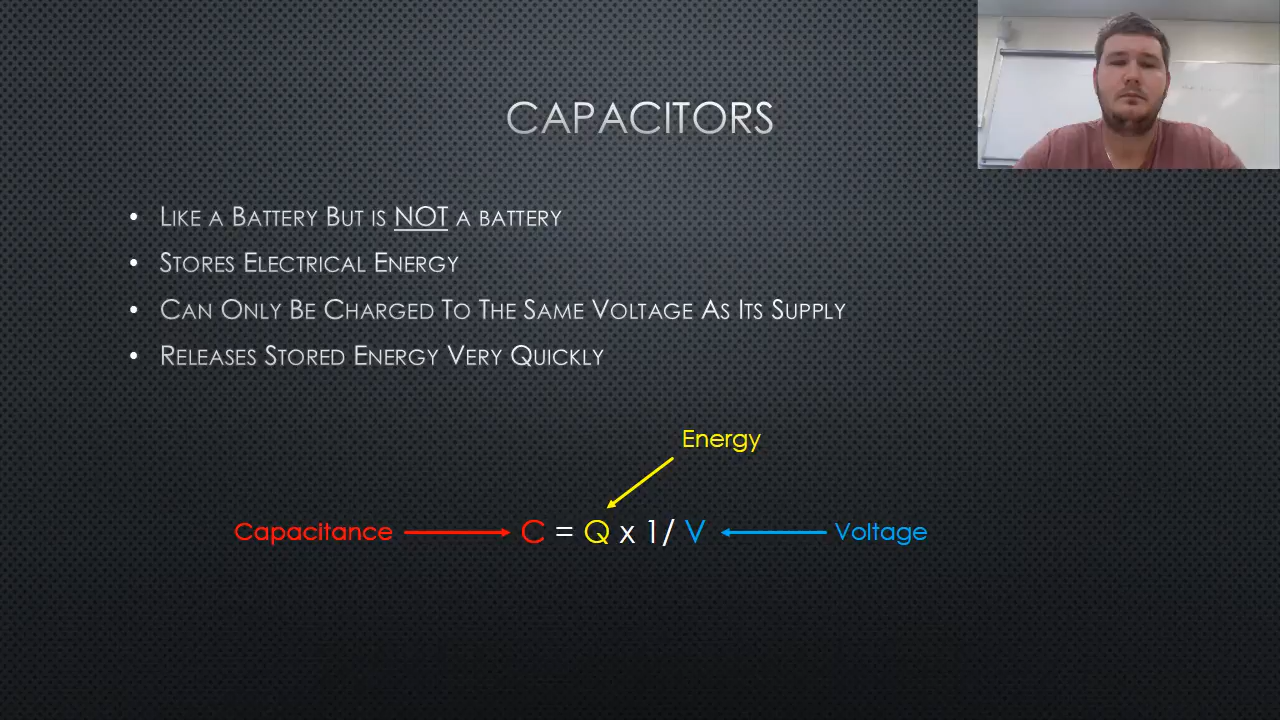 CAPACITORS
• LIKE A BATTERY BUT IS NOT A BATTERY
• STORES ELECTRICAL ENERGY
• CAN ONLY BE CHARGED TO THE SAME VOLTAGE AS ITS SUPPLY
• RELEASES STORED ENERGY VERY QUICKLY
Energy
Capacitance C = Q x 1/ V Voltage